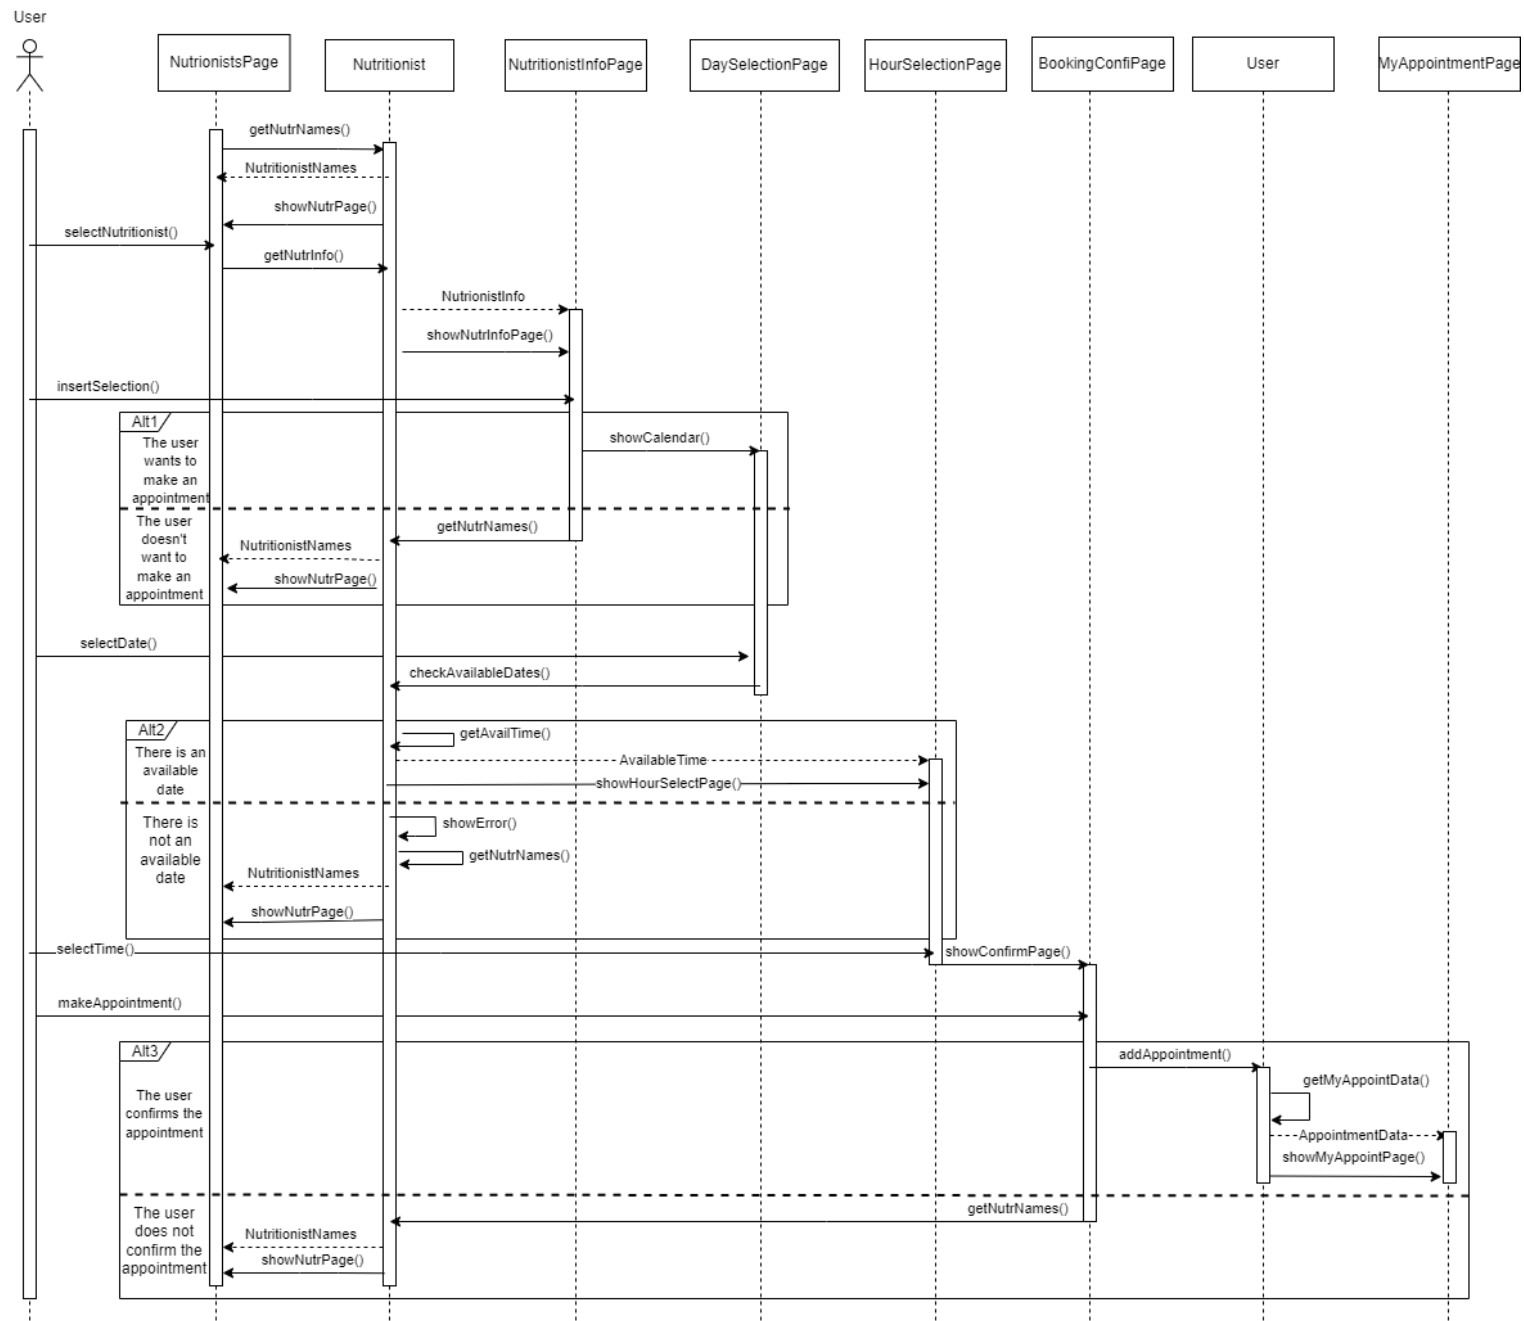 User
NutrionistsPage
Nutritionist
NutritionistInfoPage
DaySelectionPage
HourSelectionPage
BookingConfiPage
User
MyAppointmentPage
getNutrNames()
NutritionistNames
showNutrPage()
selectNutritionist()
getNutrInfo()
NutrionistInfo
showNutrInfoPage()
insertSelection()
Alt1
The user
wants to
make an
appointment
showCalendar()
The user
doesn't
want to
make an
appointment
getNutrNames()
NutritionistNames
showNutrPage()
selectDate()
checkAvailableDates()
Alt2
There is an
available
date
getAvailTime()
AvailableTime
showHourSelectPage()
There is
not an
available
date
showError()
getNutrNames()
NutritionistNames
showNutrPage()
selectTime()
showConfirmPage()
makeAppointment()
Alt3
The user
confirms the
appointment
addAppointment()
getMyAppointData()
AppointmentData
showMyAppointPage()
The user
does not
confirm the
appointment
getNutrNames()
NutritionistNames
showNutrPage()